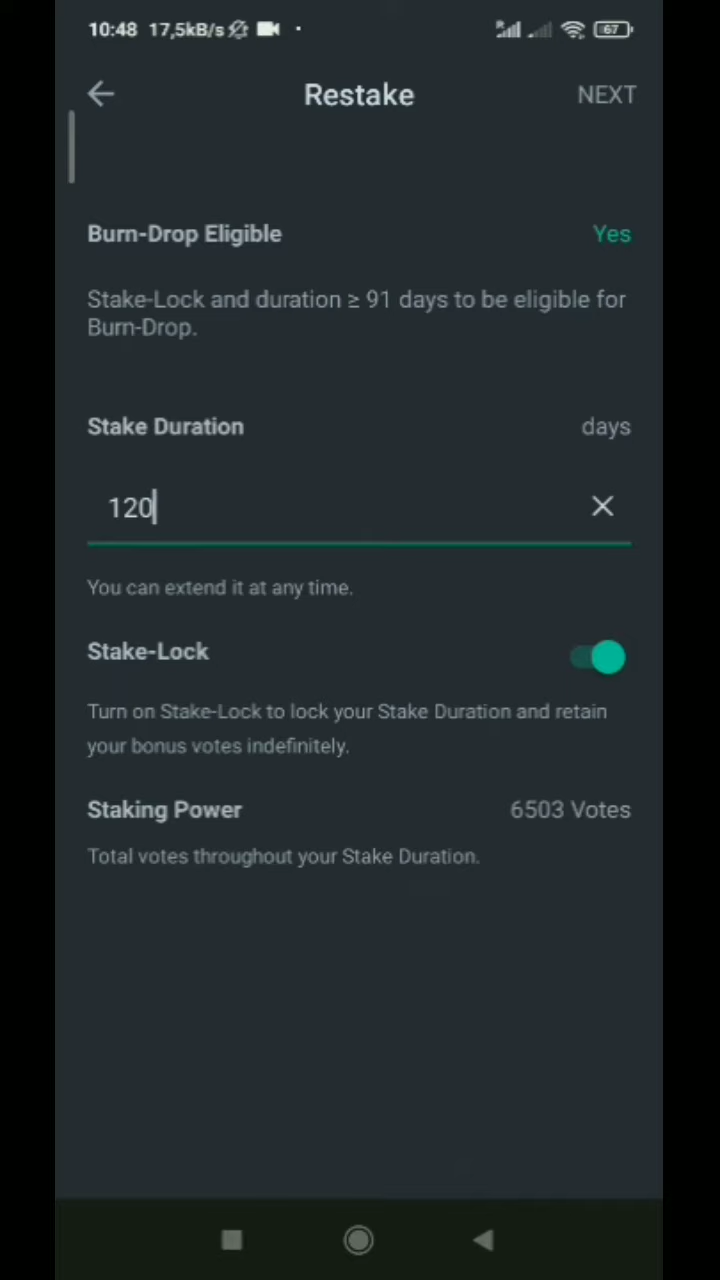 10:48 17,5kB/s
67
Restake
NEXT
Burn-Drop Eligible
Yes
Stake-Lock and duration ≥ 91 days to be eligible for
Burn-Drop.
Stake Duration
days
120
You can extend it at any time.
Stake-Lock
Turn on Stake-Lock to lock your Stake Duration and retain
your bonus votes indefinitely.
Staking Power
6503 Votes
Total votes throughout your Stake Duration.